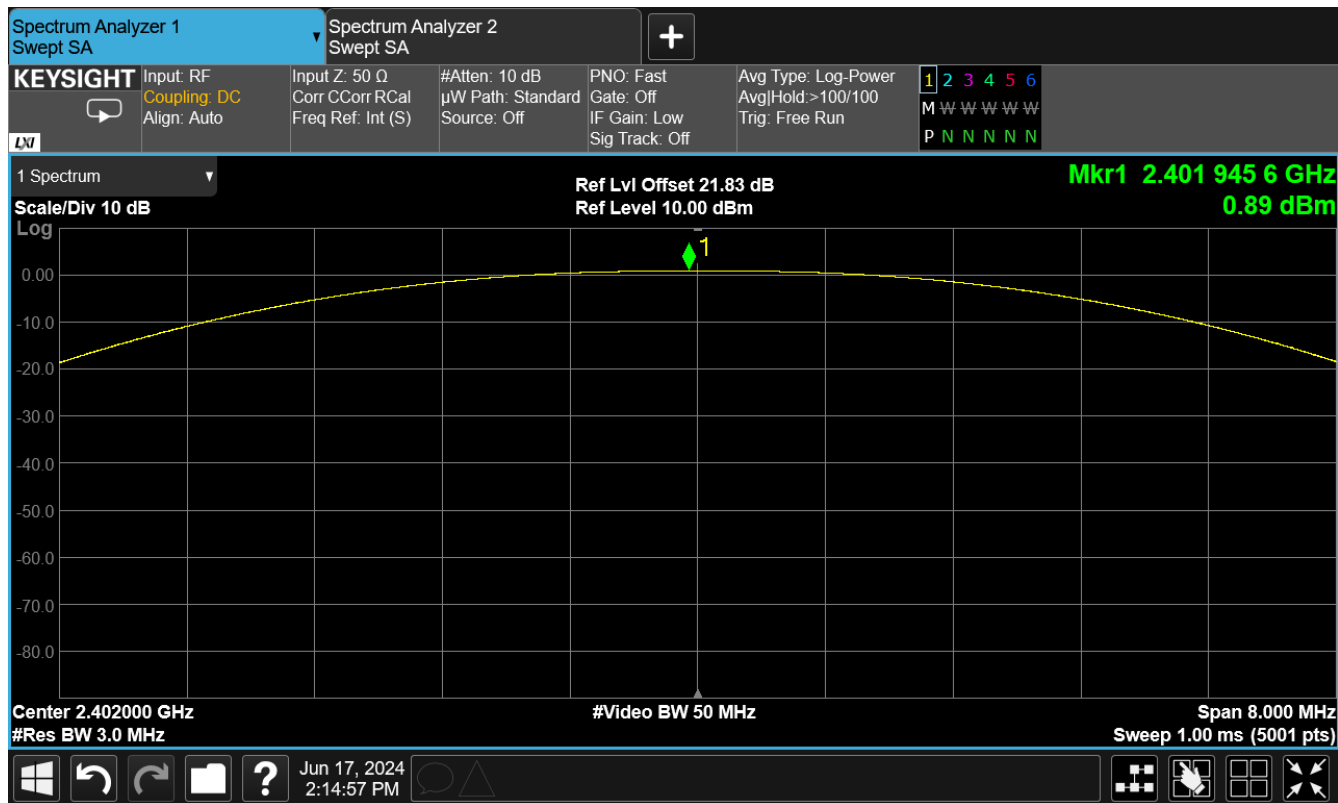 Spectrum Analyzer 1
Swept SA
Spectrum Analyzer 2
Swept SA
KEYSIGHT
LXI
Input: RF
Coupling: DC
Align: Auto
Input Z: 50 Ω
Corr CCorr RCal
Freq Ref: Int (S)
#Atten: 10 dB
µW Path: Standard
Source: Off
PNO: Fast
Gate: Off
IF Gain: Low
Sig Track: Off
Avg Type: Log-Power
Avg|Hold:>100/100
Trig: Free Run
1 2 3 4 5 6
M W W W W W
P N N N N N
1 Spectrum
Scale/Div 10 dB
Log
Ref Lvl Offset 21.83 dB
Ref Level 10.00 dBm
Mkr1 2.401 945 6 GHz
0.89 dBm
1
0.00
-10.0
-20.0
-30.0
-40.0
-50.0
-60.0
-70.0
-80.0
Center 2.402000 GHz
#Video BW 50 MHz
Span 8.000 MHz
#Res BW 3.0 MHz
Sweep 1.00 ms (5001 pts)
?
Jun 17, 2024
2:14:57 PM